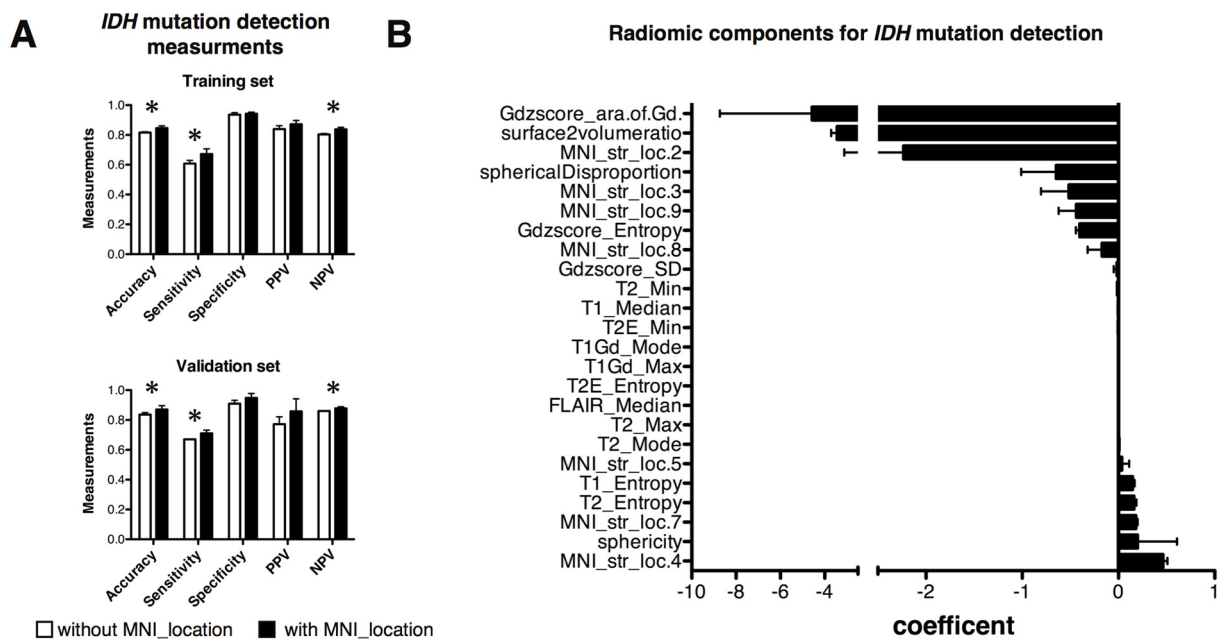 A
IDH mutation detection
measurments
Training set
* * *
Measurements
1.0
0.8
0.6
0.4
0.2
0.0
Accuracy
Sensitivity
Specificity
PPV
NPV
Validation set
* * *
Measurements
1.0
0.8
0.6
0.4
0.2
0.0
Accuracy
Sensitivity
Specificity
PPV
NPV
without MNI_location with MNI_location
B
Radiomic components for IDH mutation detection
Gdzscore_ara.of.Gd.
surface2volumeratio
MNI_str_loc.2
sphericalDisproportion
MNI_str_loc.3
MNI_str_loc.9
Gdzscore_Entropy
MNI_str_loc.8
Gdzscore_SD
T2_Min
T1_Median
T2E_Min
T1Gd_Mode
T1Gd_Max
T2E_Entropy
FLAIR_Median
T2_Max
T2_Mode
MNI_str_loc.5
T1_Entropy
T2_Entropy
MNI_str_loc.7
sphericity
MNI_str_loc.4
-10 -8 -6 -4 -2 -1 0 1
coefficent